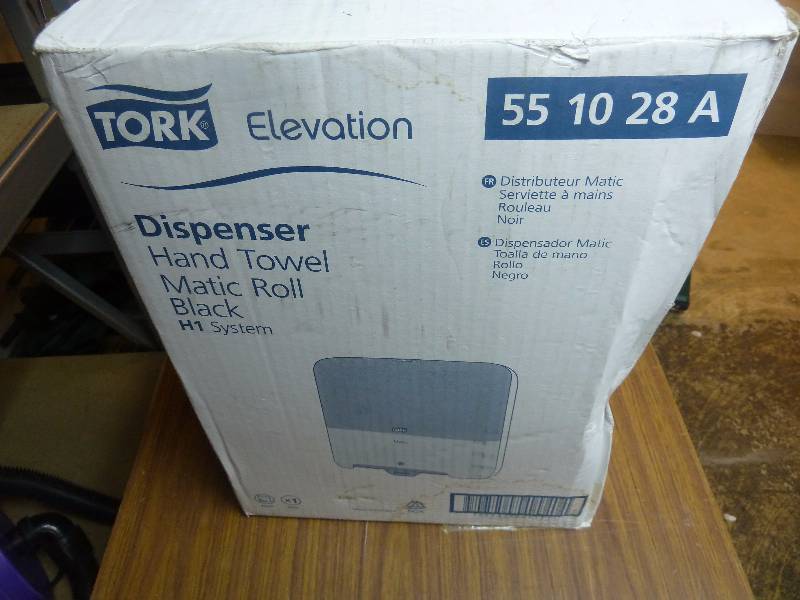 TORK®
Elevation
55 10 28 A
FR Distributeur Matic
Serviette à mains
Rouleau
Noir
ES Dispensador Matic
Toalla de mano
Rollo
Negro
Dispenser
Hand Towel
Matic Roll
Black
H1 System
x1